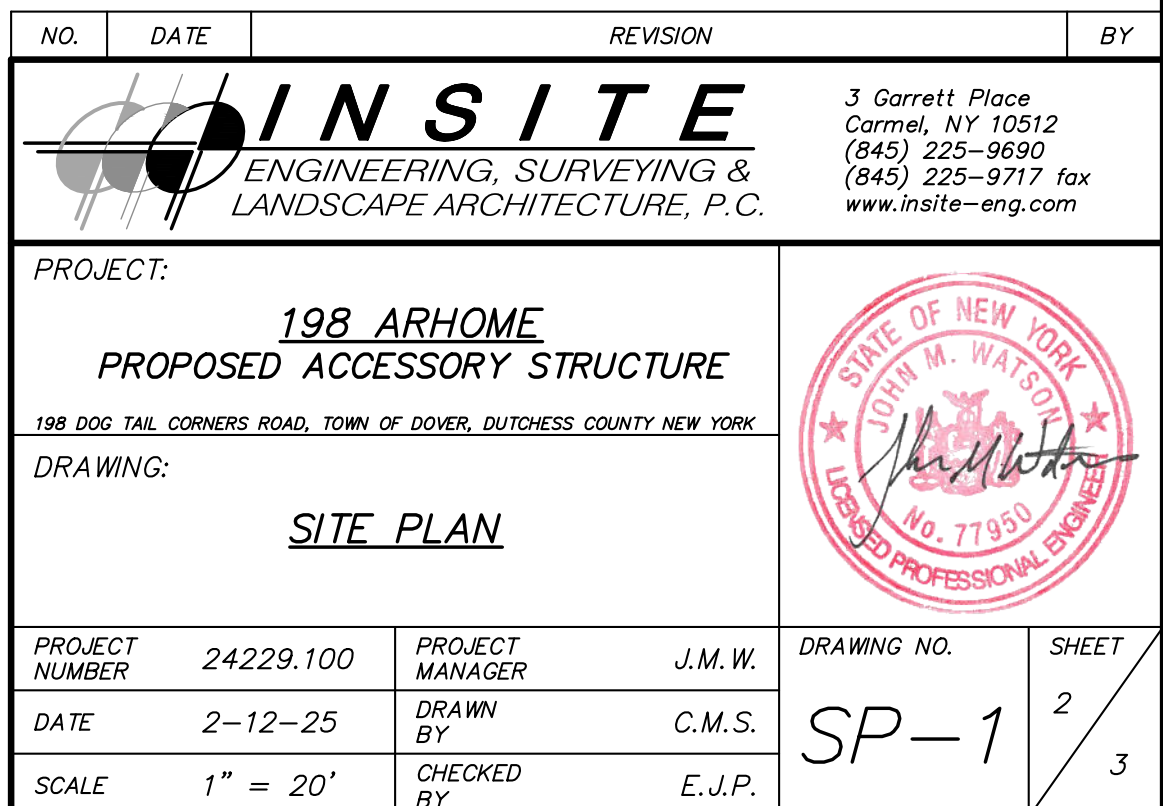 NO. DATE REVISION BY
INSITE
ENGINEERING, SURVEYING &
LANDSCAPE ARCHITECTURE, P.C.
3 Garrett Place
Carmel, NY 10512
(845) 225-9690
(845) 225-9717 fax
www.insite-eng.com
PROJECT:
198 ARHOME
PROPOSED ACCESSORY STRUCTURE
198 DOG TAIL CORNERS ROAD, TOWN OF DOVER, DUTCHESS COUNTY NEW YORK
STATE OF NEW YORK
JOHN M. WATSON
No. 77950
LICENSED PROFESSIONAL ENGINEER
DRAWING:
SITE PLAN
PROJECT
NUMBER
24229.100
PROJECT
MANAGER
J.M.W.
DATE
2-12-25
DRAWN
BY
C.M.S.
SCALE
1" = 20'
CHECKED
BY
E.J.P.
DRAWING NO.
SP-1
SHEET
2
3